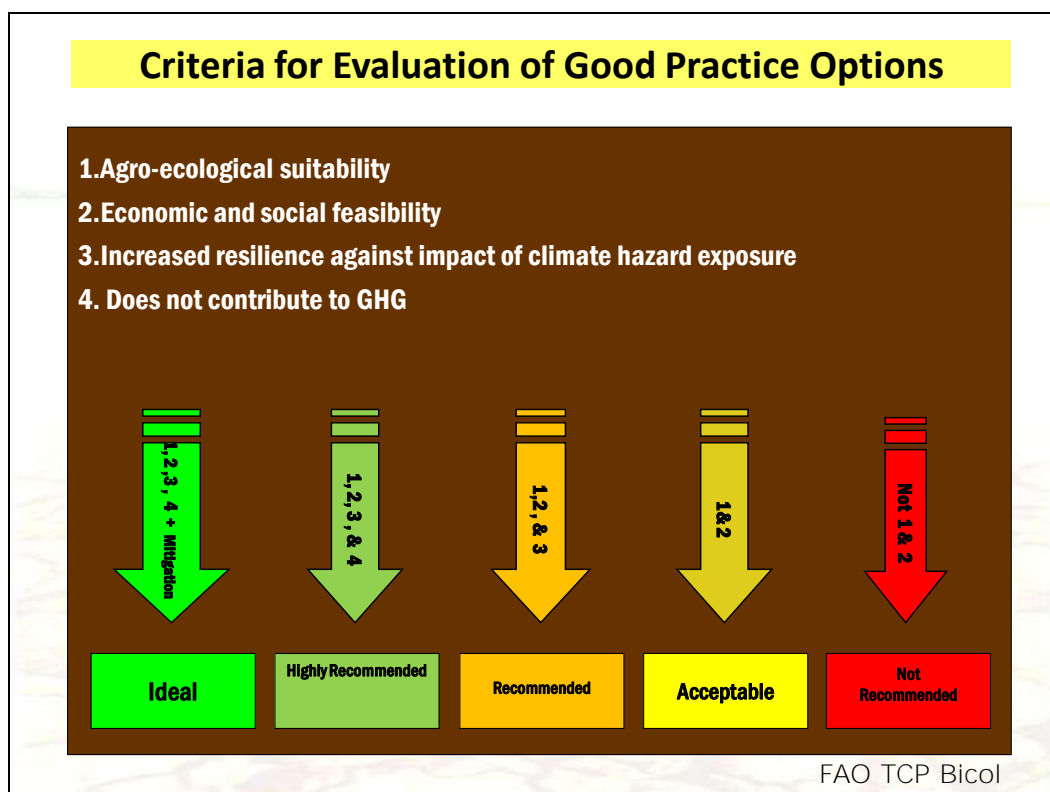 Criteria for Evaluation of Good Practice Options
1.Agro-ecological suitability
2.Economic and social feasibility
3.Increased resilience against impact of climate hazard exposure
4. Does not contribute to GHG
1,2,3, 4 + Mitigation
1,2,3, & 4
1,2, & 3
1&2
Not 1 & 2
Ideal
Highly Recommended
Recommended
Acceptable
Not
Recommended
FAO TCP Bicol